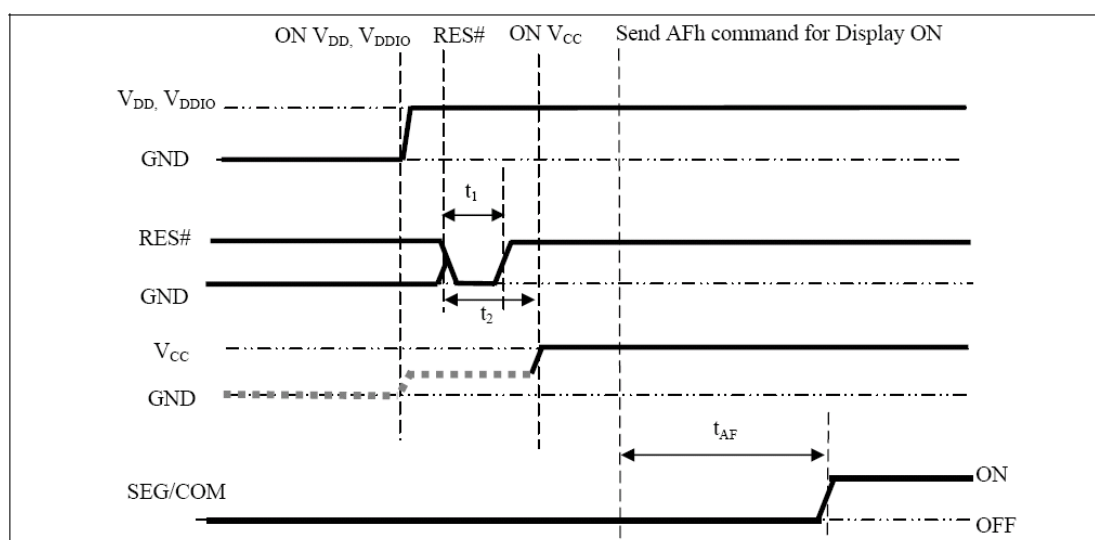 ON VDD, VDDIO RES# ON VCC Send AFh command for Display ON
VDD, VDDIO
GND
t1
RES#
GND
t2
VCC
GND
tAF
SEG/COM
ON
OFF